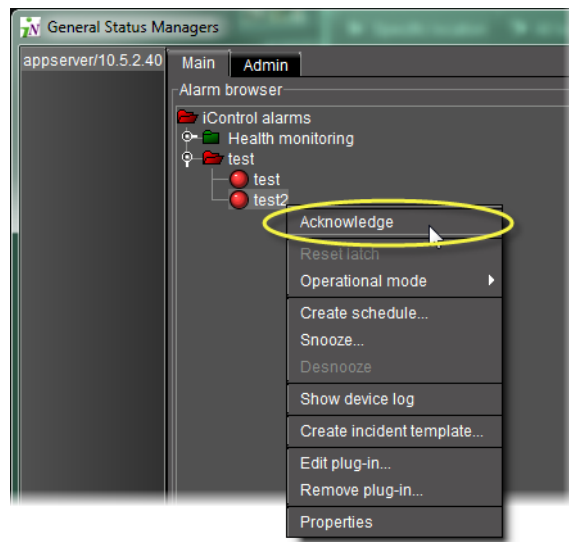 General Status Managers
appserver/10.5.2.40
Main
Admin
Alarm browser
iControl alarms
Health monitoring
test
test
test2
Acknowledge
Reset latch
Operational mode
Create schedule...
Snooze...
Desnooze
Show device log
Create incident template...
Edit plug-in...
Remove plug-in...
Properties